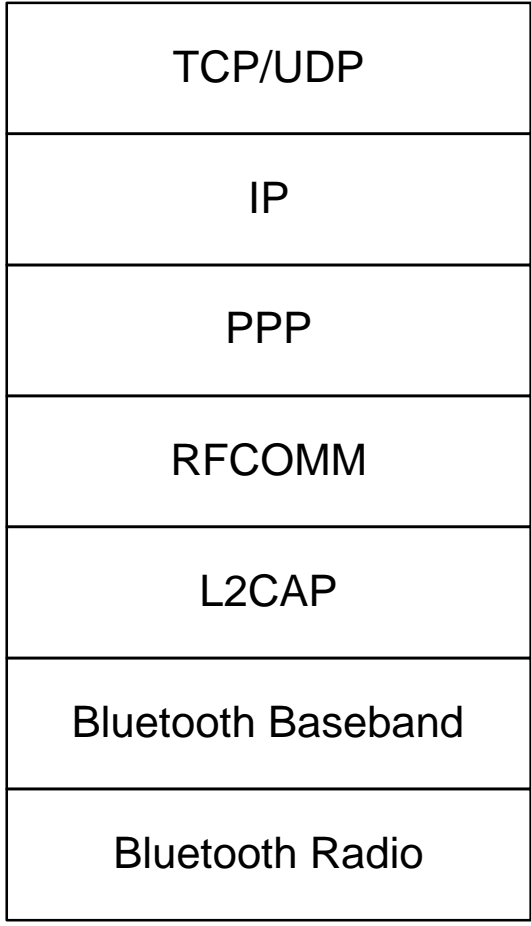 TCP/UDP
IP
PPP
RFCOMM
L2CAP
Bluetooth Baseband
Bluetooth Radio